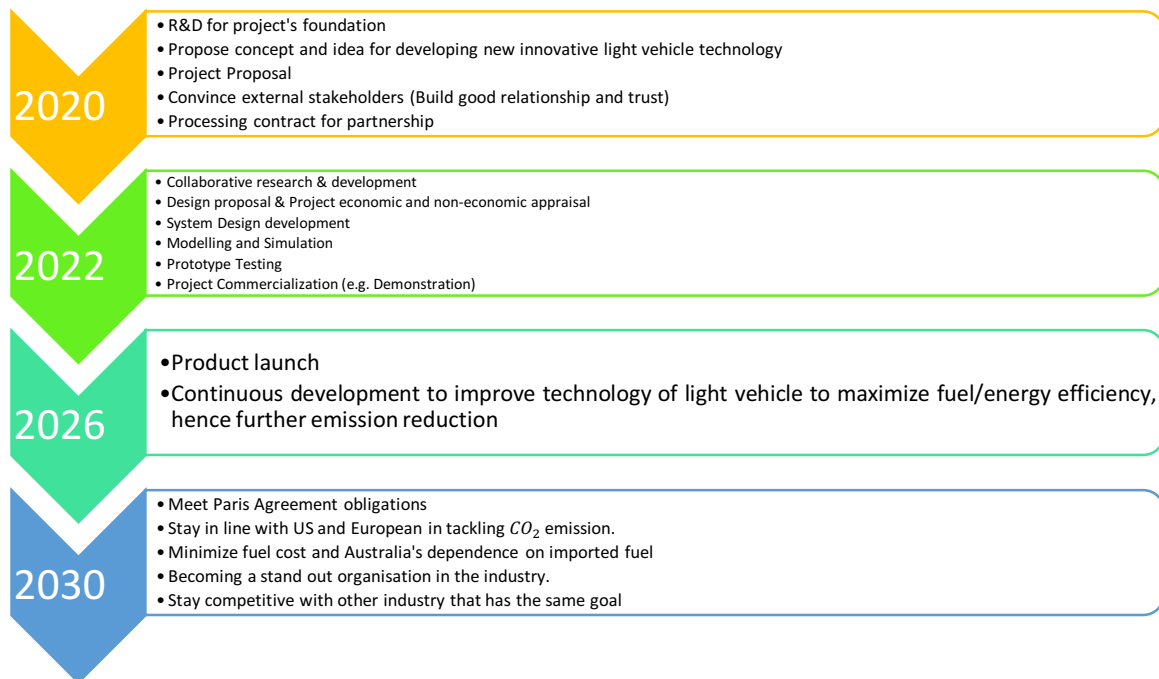 2020
• R&D for project's foundation
• Propose concept and idea for developing new innovative light vehicle technology
• Project Proposal
• Convince external stakeholders (Build good relationship and trust)
• Processing contract for partnership
2022
• Collaborative research & development
• Design proposal & Project economic and non-economic appraisal
• System Design development
• Modelling and Simulation
• Prototype Testing
• Project Commercialization (e.g. Demonstration)
2026
•Product launch
•Continuous development to improve technology of light vehicle to maximize fuel/energy efficiency,
hence further emission reduction
2030
• Meet Paris Agreement obligations
• Stay in line with US and European in tackling CO₂ emission.
• Minimize fuel cost and Australia's dependence on imported fuel
• Becoming a stand out organisation in the industry.
• Stay competitive with other industry that has the same goal